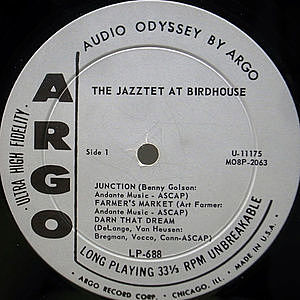 AUDIO ODYSSEY BY ARGO
ULTRA HIGH FIDELITY
ARGO
THE JAZZTET AT BIRDHOUSE
Side 1
U-11175
MO8P-2063
JUNCTION (Benny Golson:
Andante Music - ASCAP)
FARMER'S MARKET (Art Farmer:
Andante Music - ASCAP)
DARN THAT DREAM
(DeLange, Van Heusen:
Bregman, Vocco, Conn-ASCAP)
LP-688
LONG PLAYING 33⅓ RPM UNBREAKABLE
ARGO RECORD CORP. • CHICAGO, ILL. • MADE IN U.S.A.